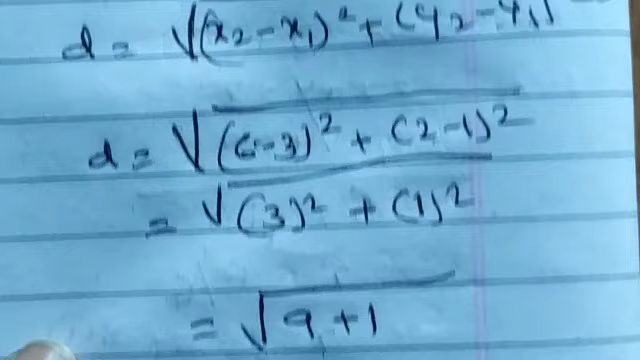 d = √(x₂-x₁)² + (y₂-y₁)
d = √(6-3)² + (2-1)²
= √(3)² + (1)²
= √9+1